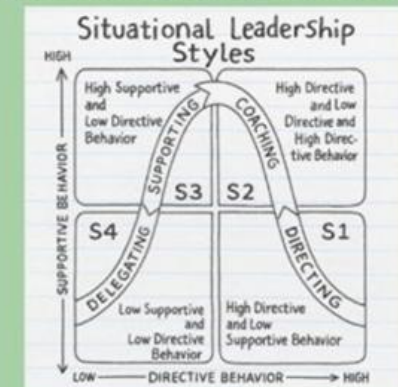 Situational Leadership
Styles
HIGH
High Supportive
and
Low Directive
Behavior
High Directive
and Low
Directive and
High Direc-
tive Behavior
SUPPORTING
COACHING
S3
S2
SUPPORTIVE BEHAVIOR
S4
S1
DELEGATING
DIRECTING
Low Supportive
and
Low Directive
Behavior
High Directive
and Low
Supportive Behavior
LOW
DIRECTIVE BEHAVIOR
HIGH